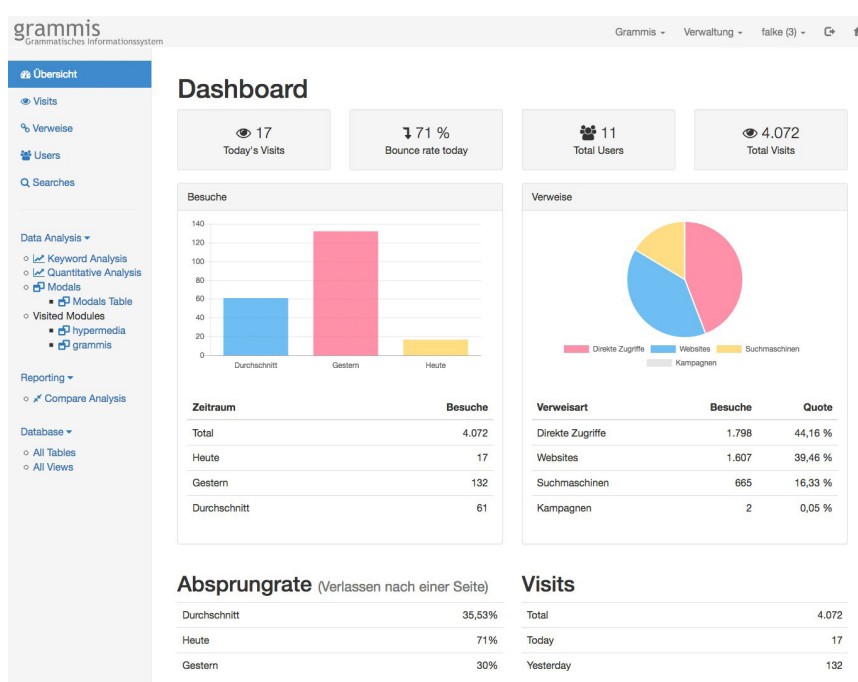 grammis
Grammatisches Informationssystem
Grammis Verwaltung falke (3)
Übersicht
Visits
Verweise
Users
Searches
Data Analysis
Keyword Analysis
Quantitative Analysis
Modals
Modals Table
Visited Modules
hypermedia
grammis
Reporting
Compare Analysis
Database
All Tables
All Views
Dashboard
17
Today's Visits
71 %
Bounce rate today
11
Total Users
4.072
Total Visits
Besuche
140
120
100
80
60
40
20
0
Durchschnitt Gestern Heute
Zeitraum Besuche
Total 4.072
Heute 17
Gestern 132
Durchschnitt 61
Verweise
Direkte Zugriffe Websites Suchmaschinen
Kampagnen
Verweisart Besuche Quote
Direkte Zugriffe 1.798 44,16 %
Websites 1.607 39,46 %
Suchmaschinen 665 16,33 %
Kampagnen 2 0,05 %
Absprungrate (Verlassen nach einer Seite)
Durchschnitt 35,53%
Heute 71%
Gestern 30%
Visits
Total 4.072
Today 17
Yesterday 132